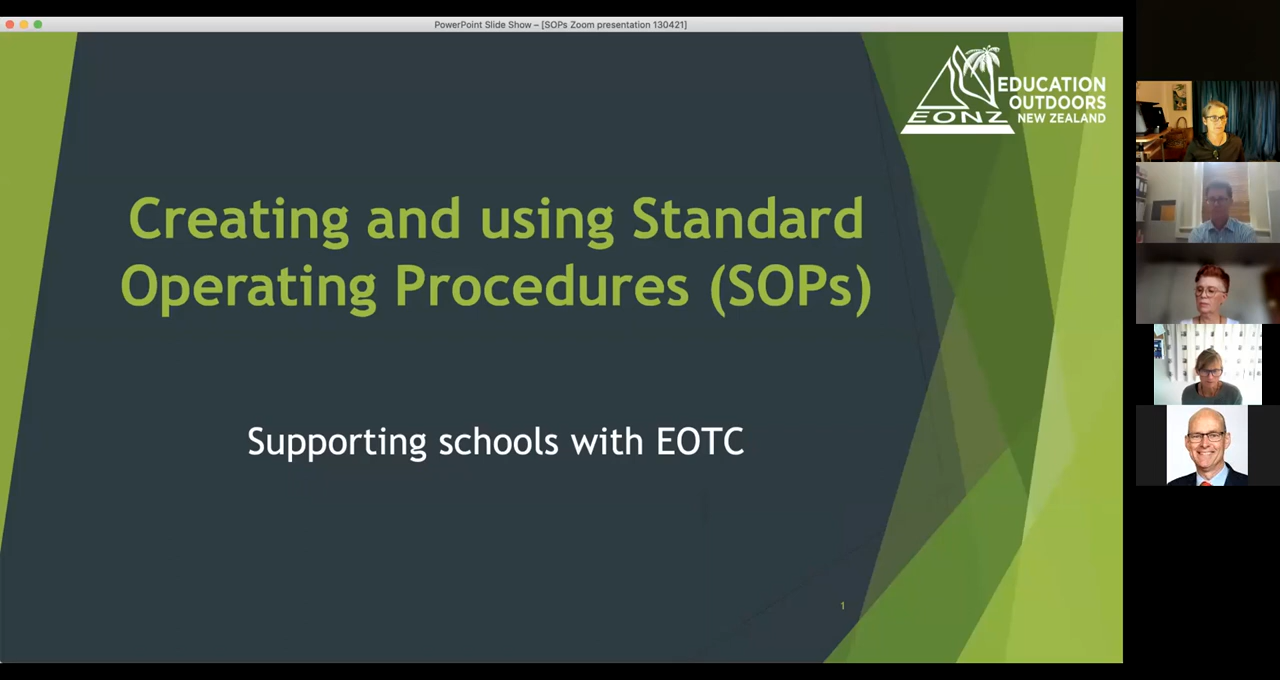 PowerPoint Slide Show – [SOPs Zoom presentation 130421]
EDUCATION
OUTDOORS
NEW ZEALAND
EONZ
Creating and using Standard
Operating Procedures (SOPs)
Supporting schools with EOTC
1